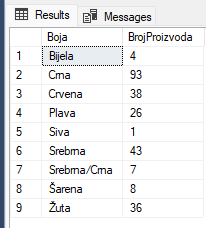 Results Messages
Boja BrojProizvoda
1 Bijela 4
2 Crna 93
3 Crvena 38
4 Plava 26
5 Siva 1
6 Srebrna 43
7 Srebrna/Crna 7
8 Šarena 8
9 Žuta 36